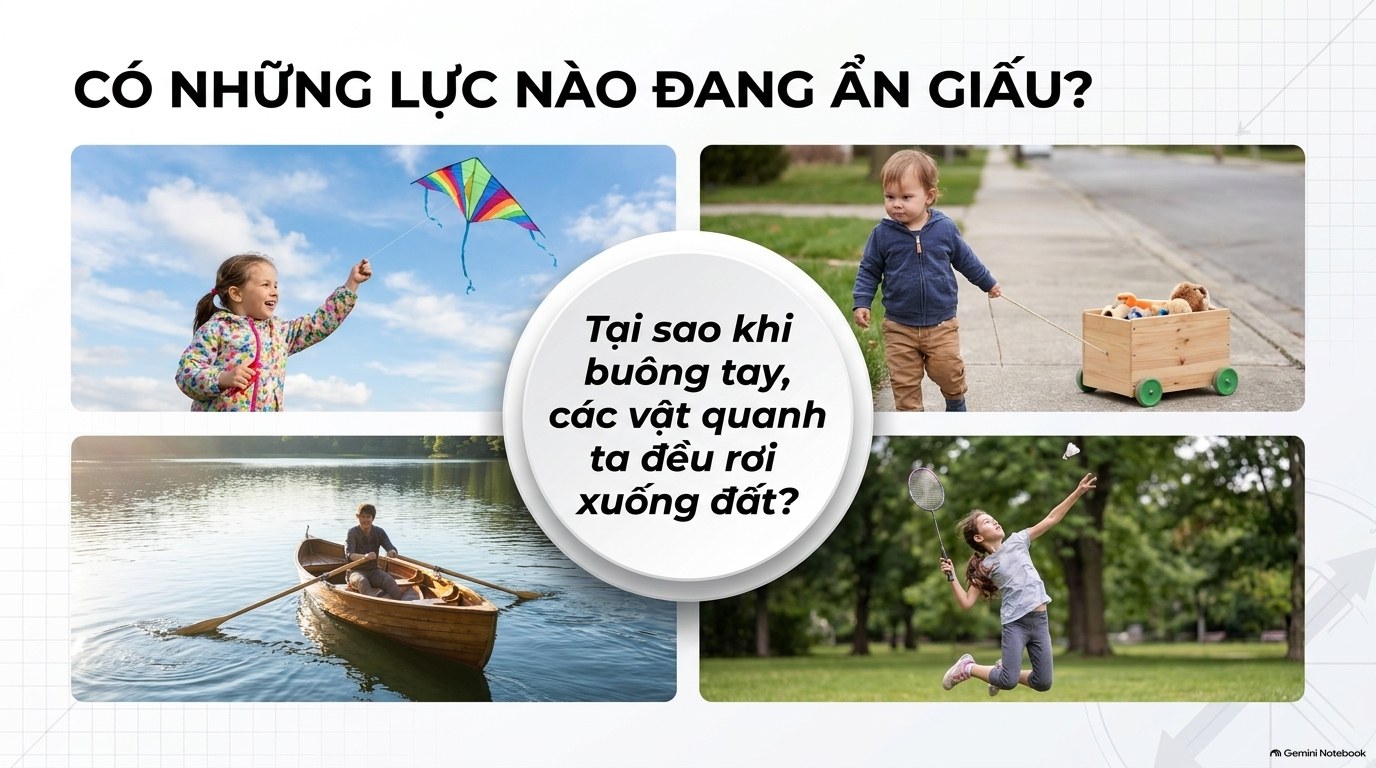 CÓ NHỮNG LỰC NÀO ĐANG ẨN GIẤU?
Tại sao khi
buông tay,
các vật quanh
ta đều rơi
xuống đất?
Gemini Notebook